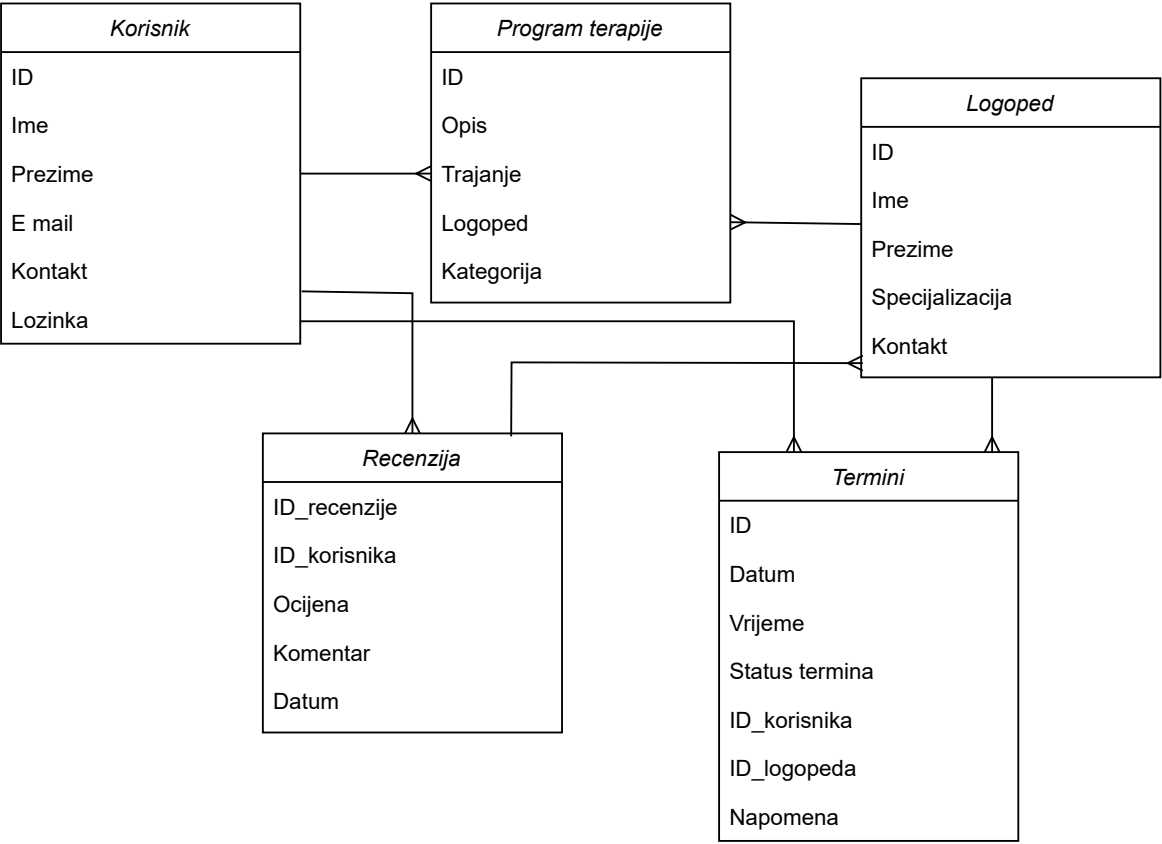 Korisnik
ID
Ime
Prezime
E mail
Kontakt
Lozinka
Program terapije
ID
Opis
Trajanje
Logoped
Kategorija
Logoped
ID
Ime
Prezime
Specijalizacija
Kontakt
Recenzija
ID_recenzije
ID_korisnika
Ocijena
Komentar
Datum
Termini
ID
Datum
Vrijeme
Status termina
ID_korisnika
ID_logopeda
Napomena